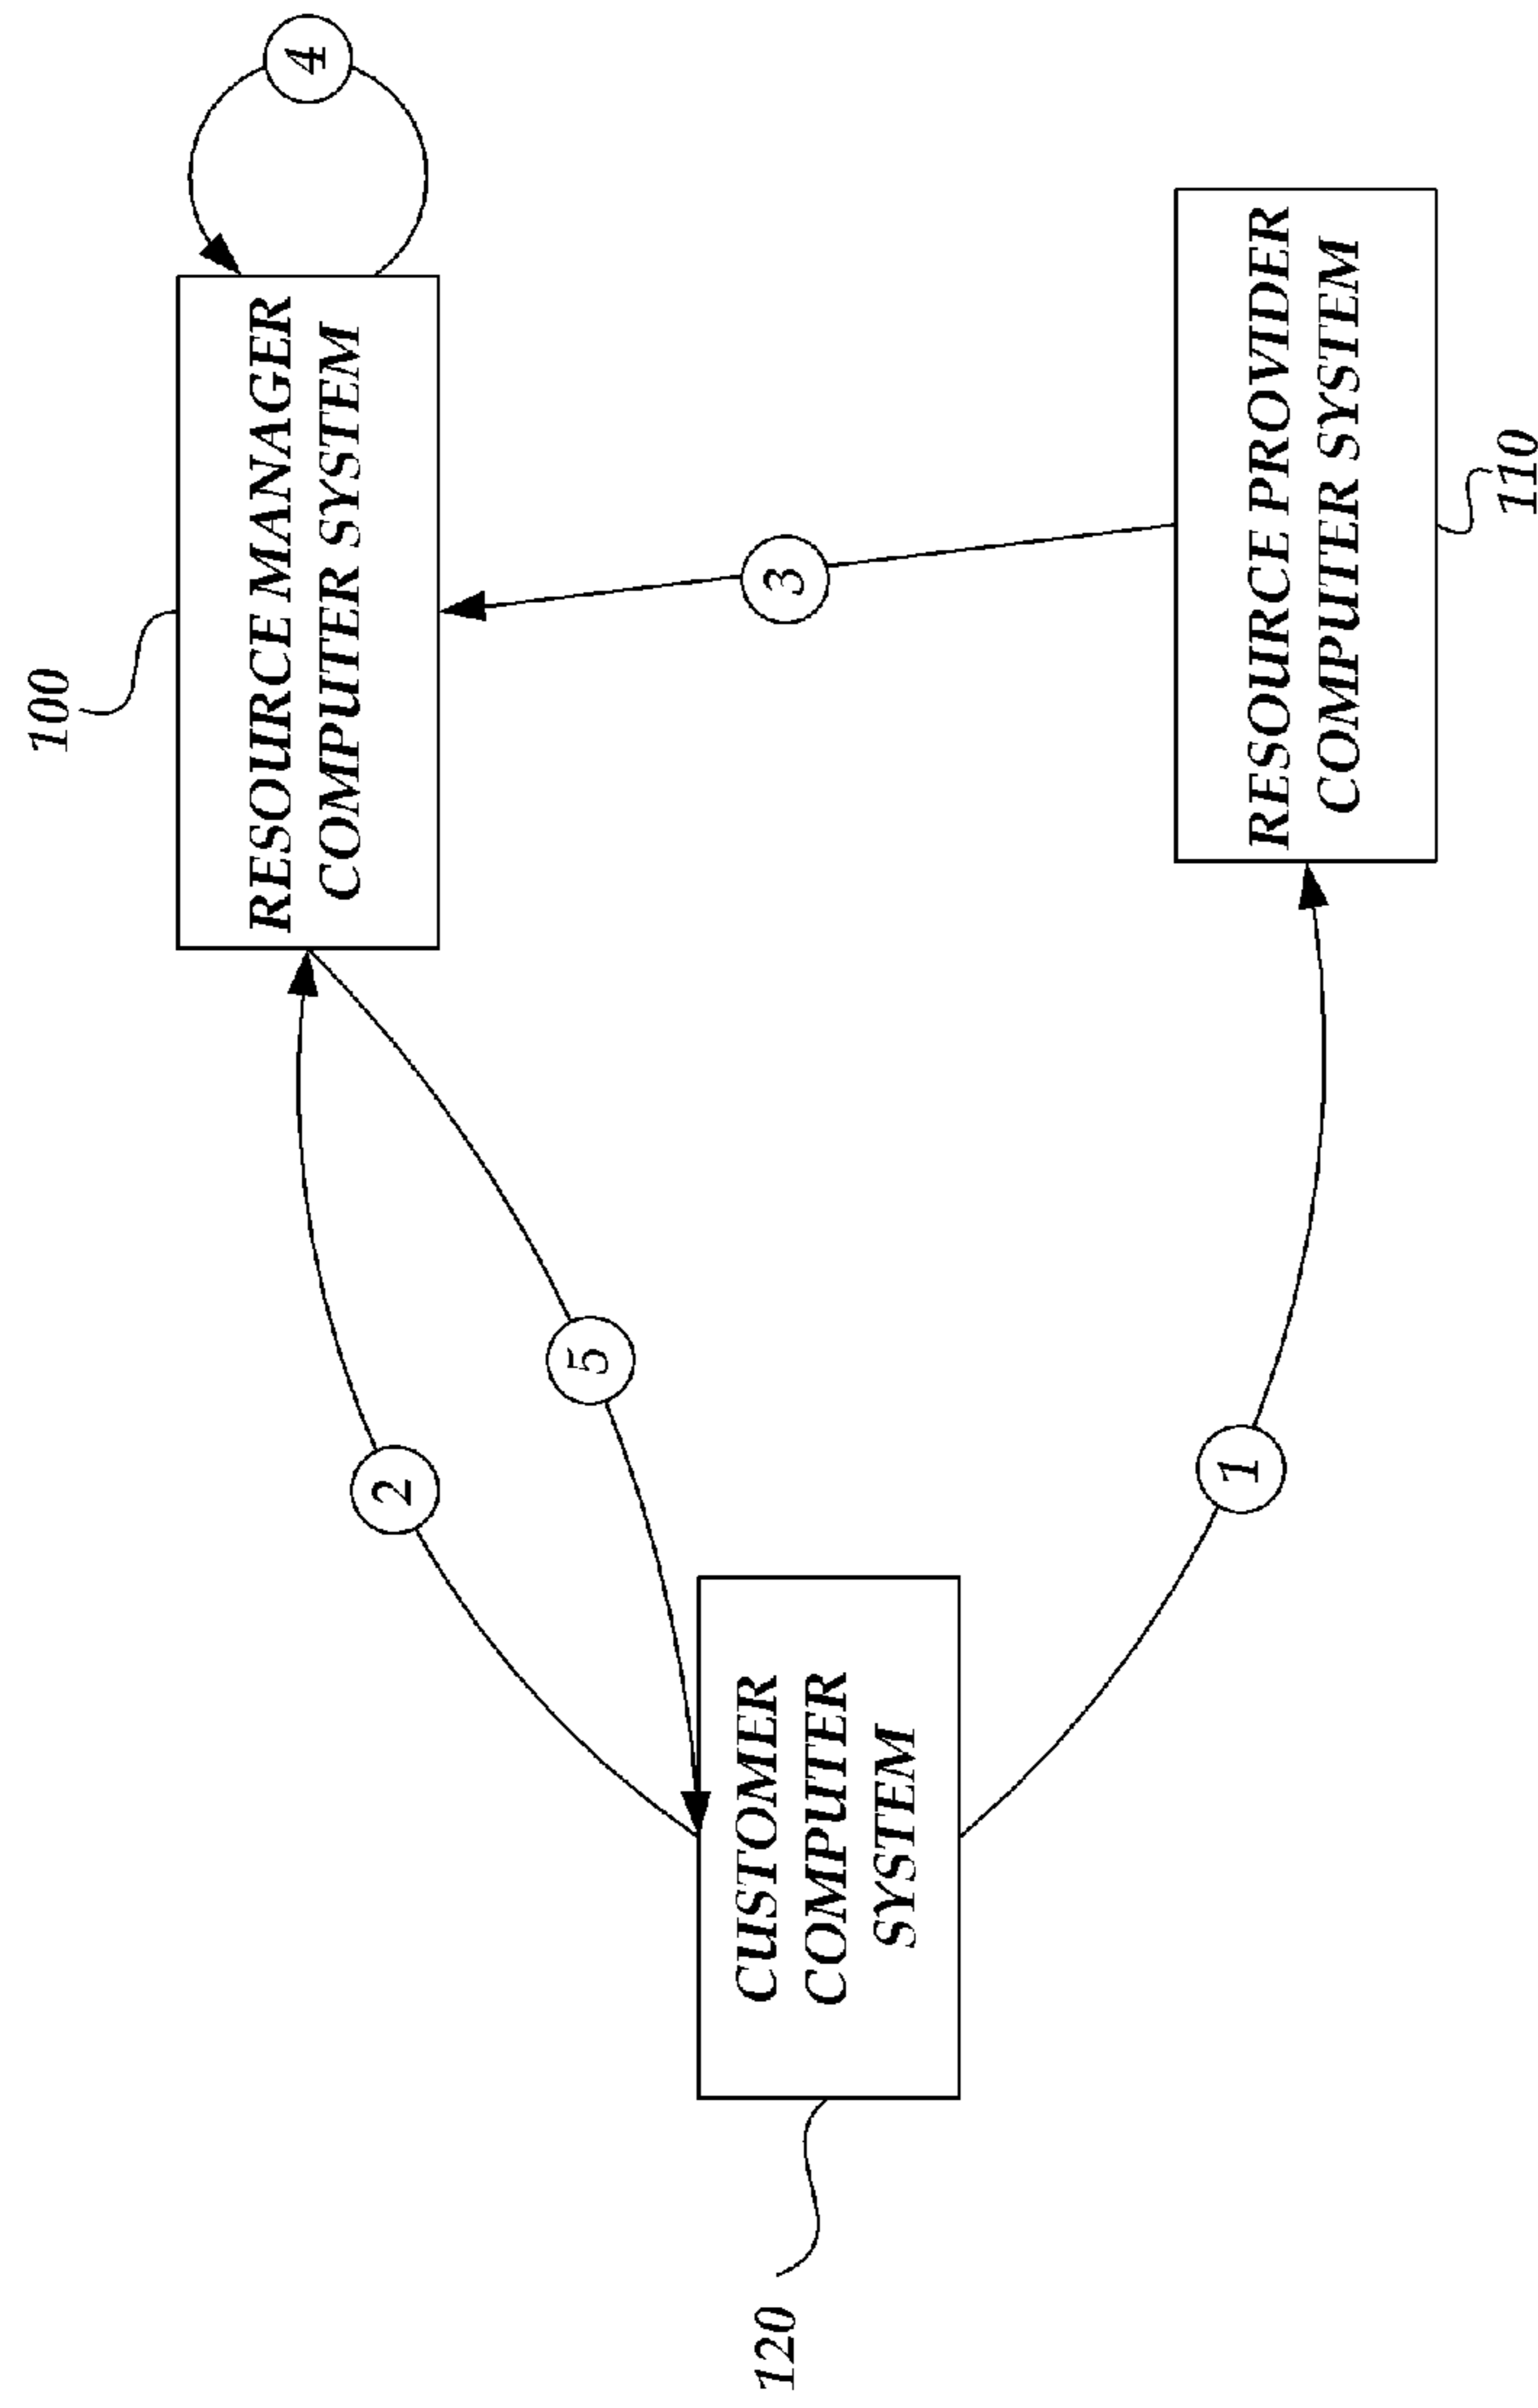 100
RESOURCE MANAGER
COMPUTER SYSTEM
4
2
5
3
120
CUSTOMER
COMPUTER
SYSTEM
1
RESOURCE PROVIDER
COMPUTER SYSTEM
110